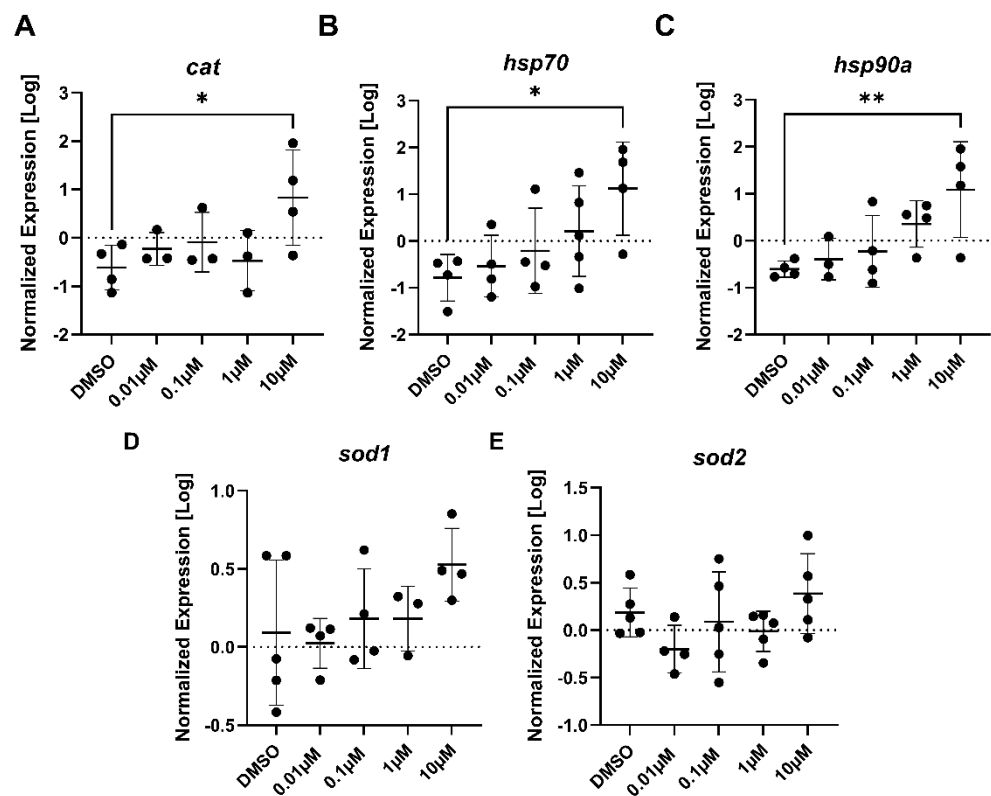 A
cat
*
Normalized Expression [Log]
3
2
1
0
-1
-2
DMSO
0.01µM
0.1µM
1µM
10µM
B
hsp70
*
Normalized Expression [Log]
3
2
1
0
-1
-2
DMSO
0.01µM
0.1µM
1µM
10µM
C
hsp90a
**
Normalized Expression [Log]
3
2
1
0
-1
-2
DMSO
0.01µM
0.1µM
1µM
10µM
D
sod1
Normalized Expression [Log]
1.0
0.5
0.0
-0.5
DMSO
0.01µM
0.1µM
1µM
10µM
E
sod2
Normalized Expression [Log]
1.5
1.0
0.5
0.0
-0.5
-1.0
DMSO
0.01µM
0.1µM
1µM
10µM